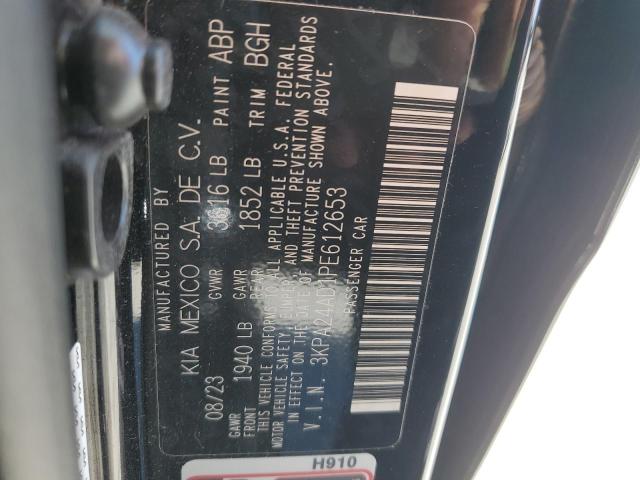 MANUFACTURED BY
KIA MEXICO S.A. DE C.V.
08/23 GVWR 3616 LB PAINT ABP
GAWR FRONT 1940 LB GAWR REAR 1852 LB TRIM BGH
THIS VEHICLE CONFORMS TO ALL APPLICABLE U.S.A. FEDERAL
MOTOR VEHICLE SAFETY, BUMPER, AND THEFT PREVENTION STANDARDS
IN EFFECT ON THE DATE OF MANUFACTURE SHOWN ABOVE.
V.I.N. 3KPA24AD1PE612653
PASSENGER CAR
H910